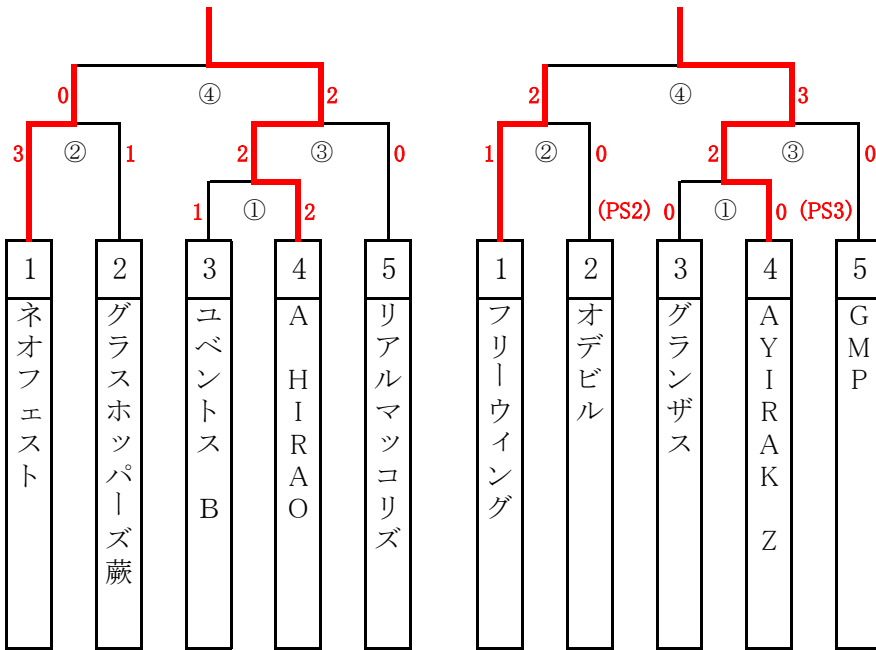 0 ④ 2 2 ④ 3
3 ② 1 2 ③ 0 1 ② 0 2 ③ 0
1 ① 2 (PS2) 0 ① 0 (PS3)
1 2 3 4 5 1 2 3 4 5
ネオフェスト
グラスホッパーズ蕨
ユベントス B
A HIRAO
リアルマッコリズ
フリーウィング
オデビル
グランザス
AYIRAK Z
GMP